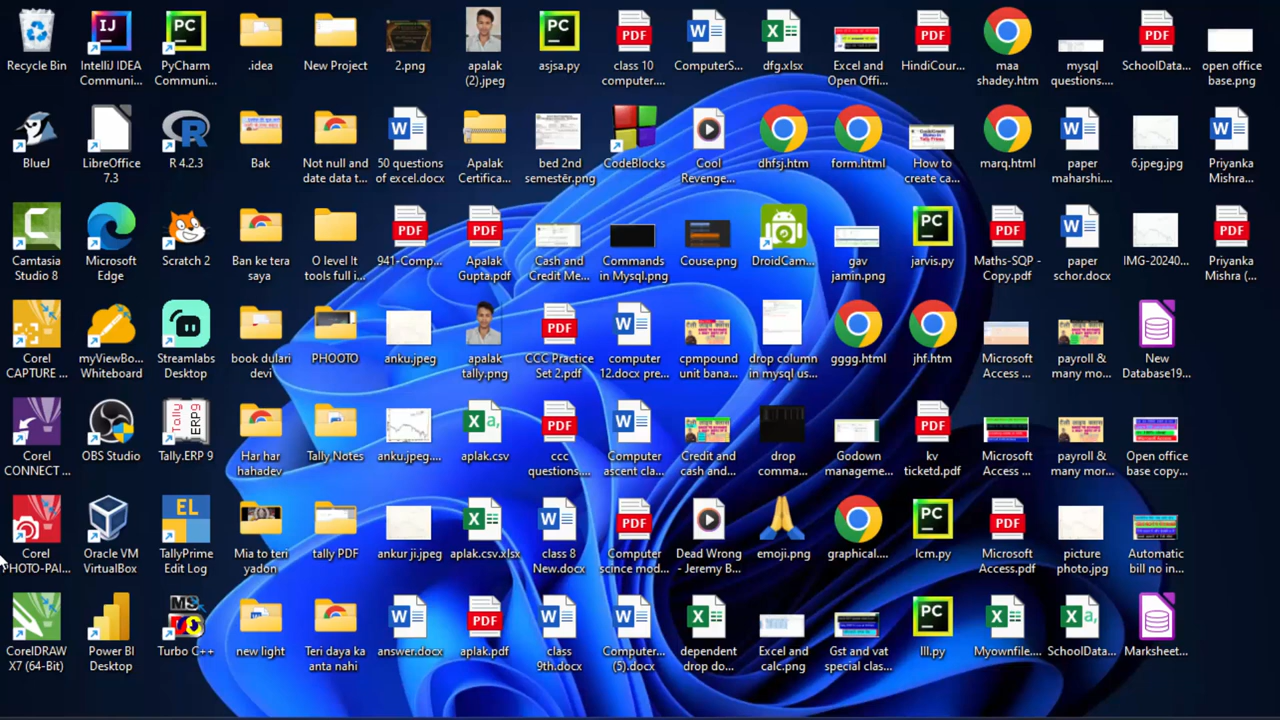 Recycle Bin
IntelliJ IDEA
Communi...
PyCharm
Communi...
.idea
New Project
2.png
apalak
(2).jpeg
asjsa.py
class 10
computer....
ComputerS...
dfg.xlsx
Excel and
Open Offi...
HindiCour...
maa
shadey.htm
mysql
questions....
SchoolData...
open office
base.png
BlueJ
LibreOffice
7.3
R 4.2.3
Bak
Not null and
date data t...
50 questions
of excel.docx
Apalak
Certifica...
bed 2nd
semester.png
CodeBlocks
Cool
Revenge...
dhfsj.htm
form.html
How to
create ca...
marq.html
paper
maharshi....
6.jpeg.jpg
Priyanka
Mishra...
Camtasia
Studio 8
Microsoft
Edge
Scratch 2
Ban ke tera
saya
O level It
tools full i...
941-Comp...
Apalak
Gupta.pdf
Cash and
Credit Me...
Commands
in Mysql.png
Couse.png
DroidCam...
gav
jamin.png
jarvis.py
Maths-SQP -
Copy.pdf
paper
schor.docx
IMG-20240...
Priyanka
Mishra (...
Corel
CAPTURE ...
myViewBo...
Whiteboard
Streamlabs
Desktop
book dulari
devi
PHOOTO
anku.jpeg
apalak
tally.png
CCC Practice
Set 2.pdf
computer
12.docx pre...
cpmpound
unit bana...
drop column
in mysql us...
gggg.html
jhf.htm
Microsoft
Access ...
payroll &
many mo...
New
Database19...
Corel
CONNECT ...
OBS Studio
Tally.ERP 9
Har har
hahadev
Tally Notes
anku.jpeg....
aplak.csv
ccc
questions....
Computer
ascent cla...
Credit and
cash and...
drop
comma...
Godown
manageme...
kv
ticketd.pdf
Microsoft
Access ...
payroll &
many mor...
Open office
base copy...
Corel
PHOTO-PAI...
Oracle VM
VirtualBox
TallyPrime
Edit Log
Mia to teri
yadon
tally PDF
ankur ji.jpeg
aplak.csv.xlsx
class 8
New.docx
Computer
scince mod...
Dead Wrong
- Jeremy B...
emoji.png
graphical....
lcm.py
Microsoft
Access.pdf
picture
photo.jpg
Automatic
bill no in...
CorelDRAW
X7 (64-Bit)
Power BI
Desktop
Turbo C++
new light
Teri daya ka
anta nahi
answer.docx
aplak.pdf
class
9th.docx
Computer...
(5).docx
dependent
drop do...
Excel and
calc.png
Gst and vat
special clas...
lll.py
Myownfile....
SchoolData...
Marksheet...